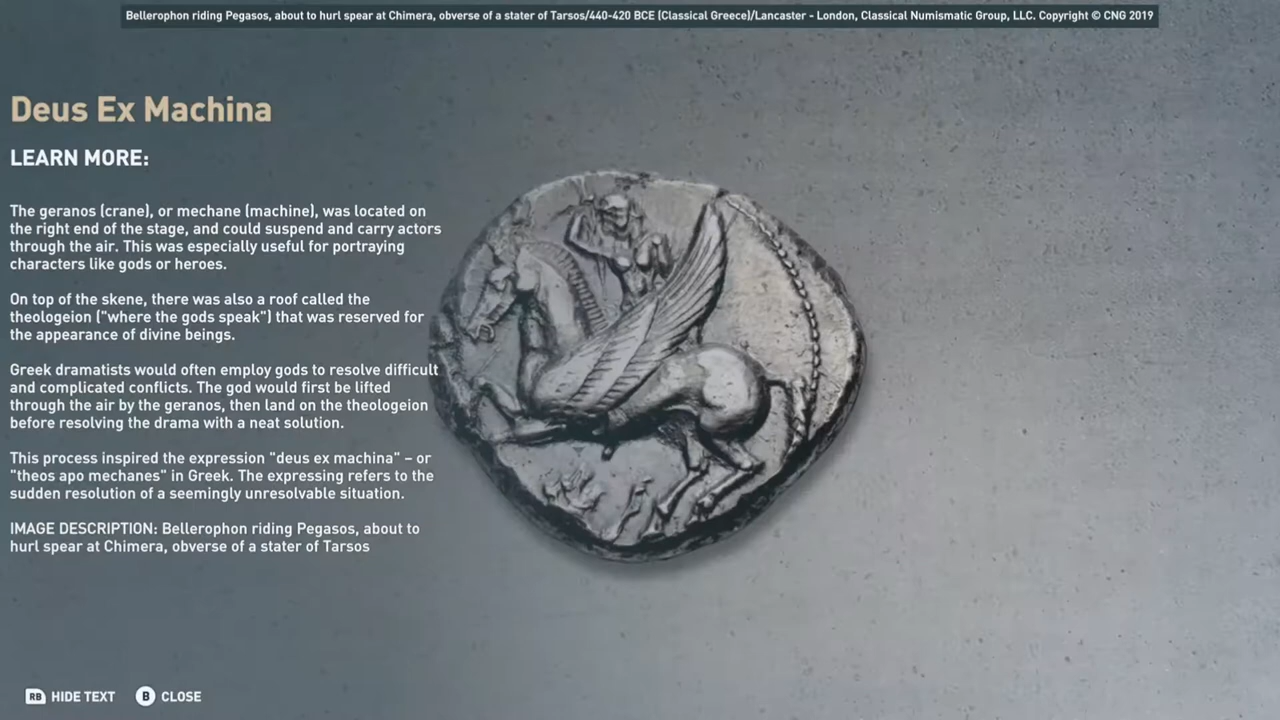 Bellerophon riding Pegasos, about to hurl spear at Chimera, obverse of a stater of Tarsos/440-420 BCE (Classical Greece)/Lancaster - London, Classical Numismatic Group, LLC. Copyright © CNG 2019
Deus Ex Machina
LEARN MORE:
The geranos (crane), or mechane (machine), was located on
the right end of the stage, and could suspend and carry actors
through the air. This was especially useful for portraying
characters like gods or heroes.
On top of the skene, there was also a roof called the
theologeion ("where the gods speak") that was reserved for
the appearance of divine beings.
Greek dramatists would often employ gods to resolve difficult
and complicated conflicts. The god would first be lifted
through the air by the geranos, then land on the theologeion
before resolving the drama with a neat solution.
This process inspired the expression "deus ex machina" – or
"theos apo mechanes" in Greek. The expressing refers to the
sudden resolution of a seemingly unresolvable situation.
IMAGE DESCRIPTION: Bellerophon riding Pegasos, about to
hurl spear at Chimera, obverse of a stater of Tarsos
RB HIDE TEXT B CLOSE